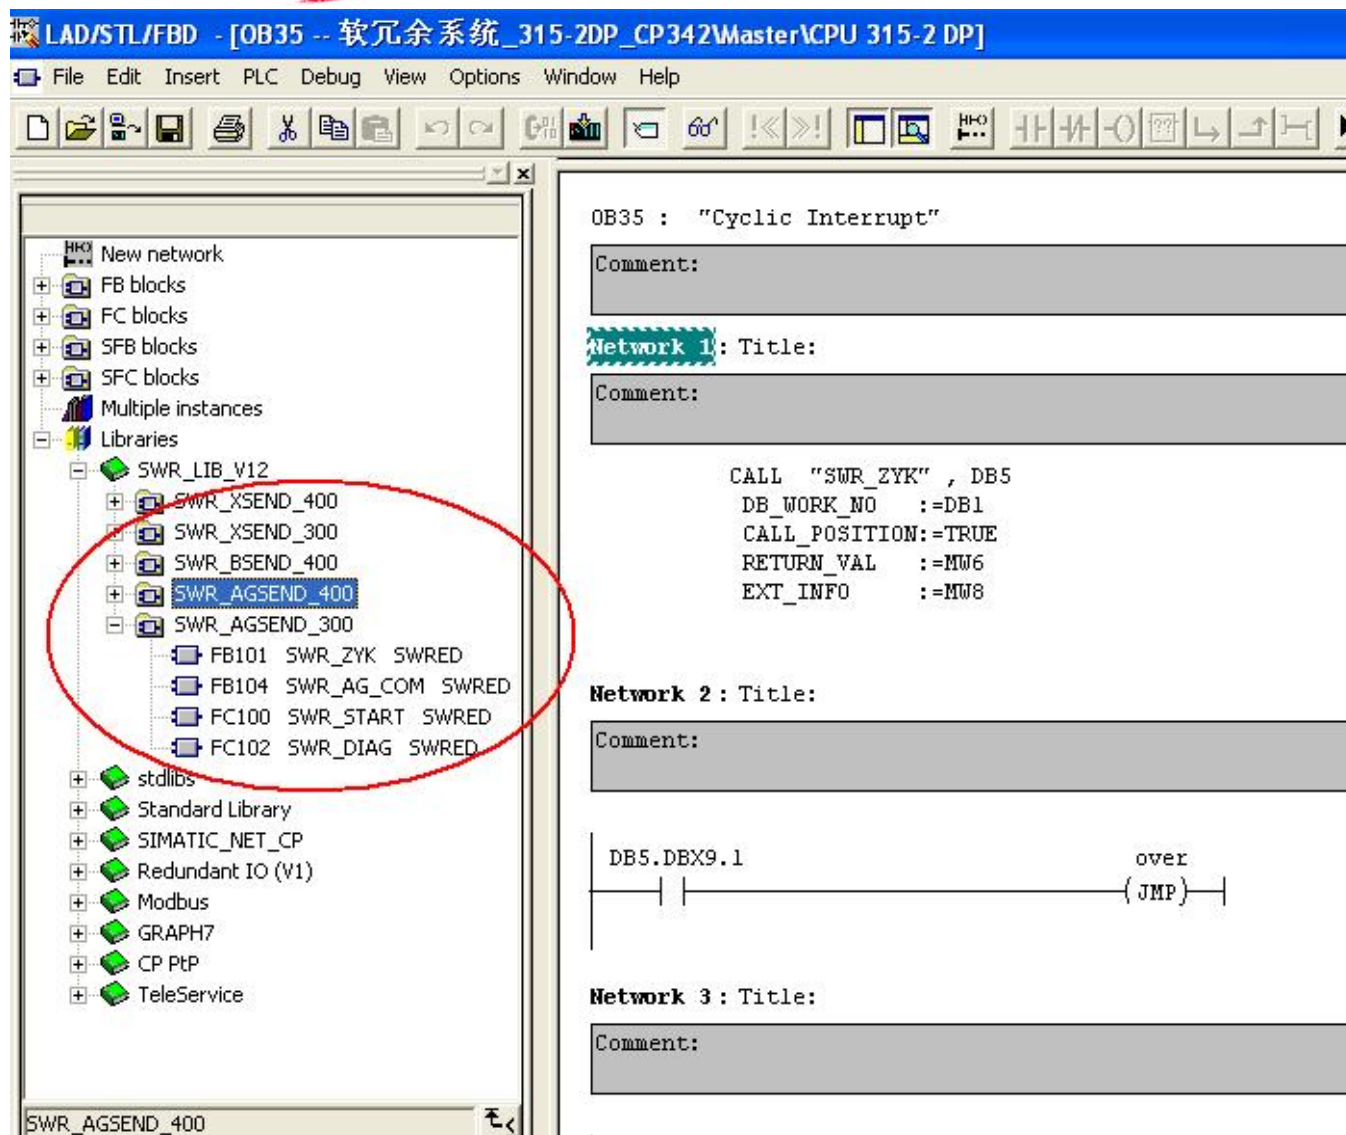 LAD/STL/FBD - [OB35 -- 软冗余系统_315-2DP_CP342\Master\CPU 315-2 DP]
File Edit Insert PLC Debug View Options Window Help
New network
FB blocks
FC blocks
SFB blocks
SFC blocks
Multiple instances
Libraries
SWR_LIB_V12
SWR_XSEND_400
SWR_XSEND_300
SWR_BSEND_400
SWR_AGSEND_400
SWR_AGSEND_300
FB101 SWR_ZYK SWRED
FB104 SWR_AG_COM SWRED
FC100 SWR_START SWRED
FC102 SWR_DIAG SWRED
stdlibs
Standard Library
SIMATIC_NET_CP
Redundant IO (V1)
Modbus
GRAPH7
CP PtP
TeleService
SWR_AGSEND_400
OB35 : "Cyclic Interrupt"
Comment:
Network 1: Title:
Comment:
CALL "SWR_ZYK" , DB5
DB_WORK_NO :=DB1
CALL_POSITION:=TRUE
RETURN_VAL :=MW6
EXT_INFO :=MW8
Network 2 : Title:
Comment:
DB5.DBX9.1 over
JMP
Network 3 : Title:
Comment: